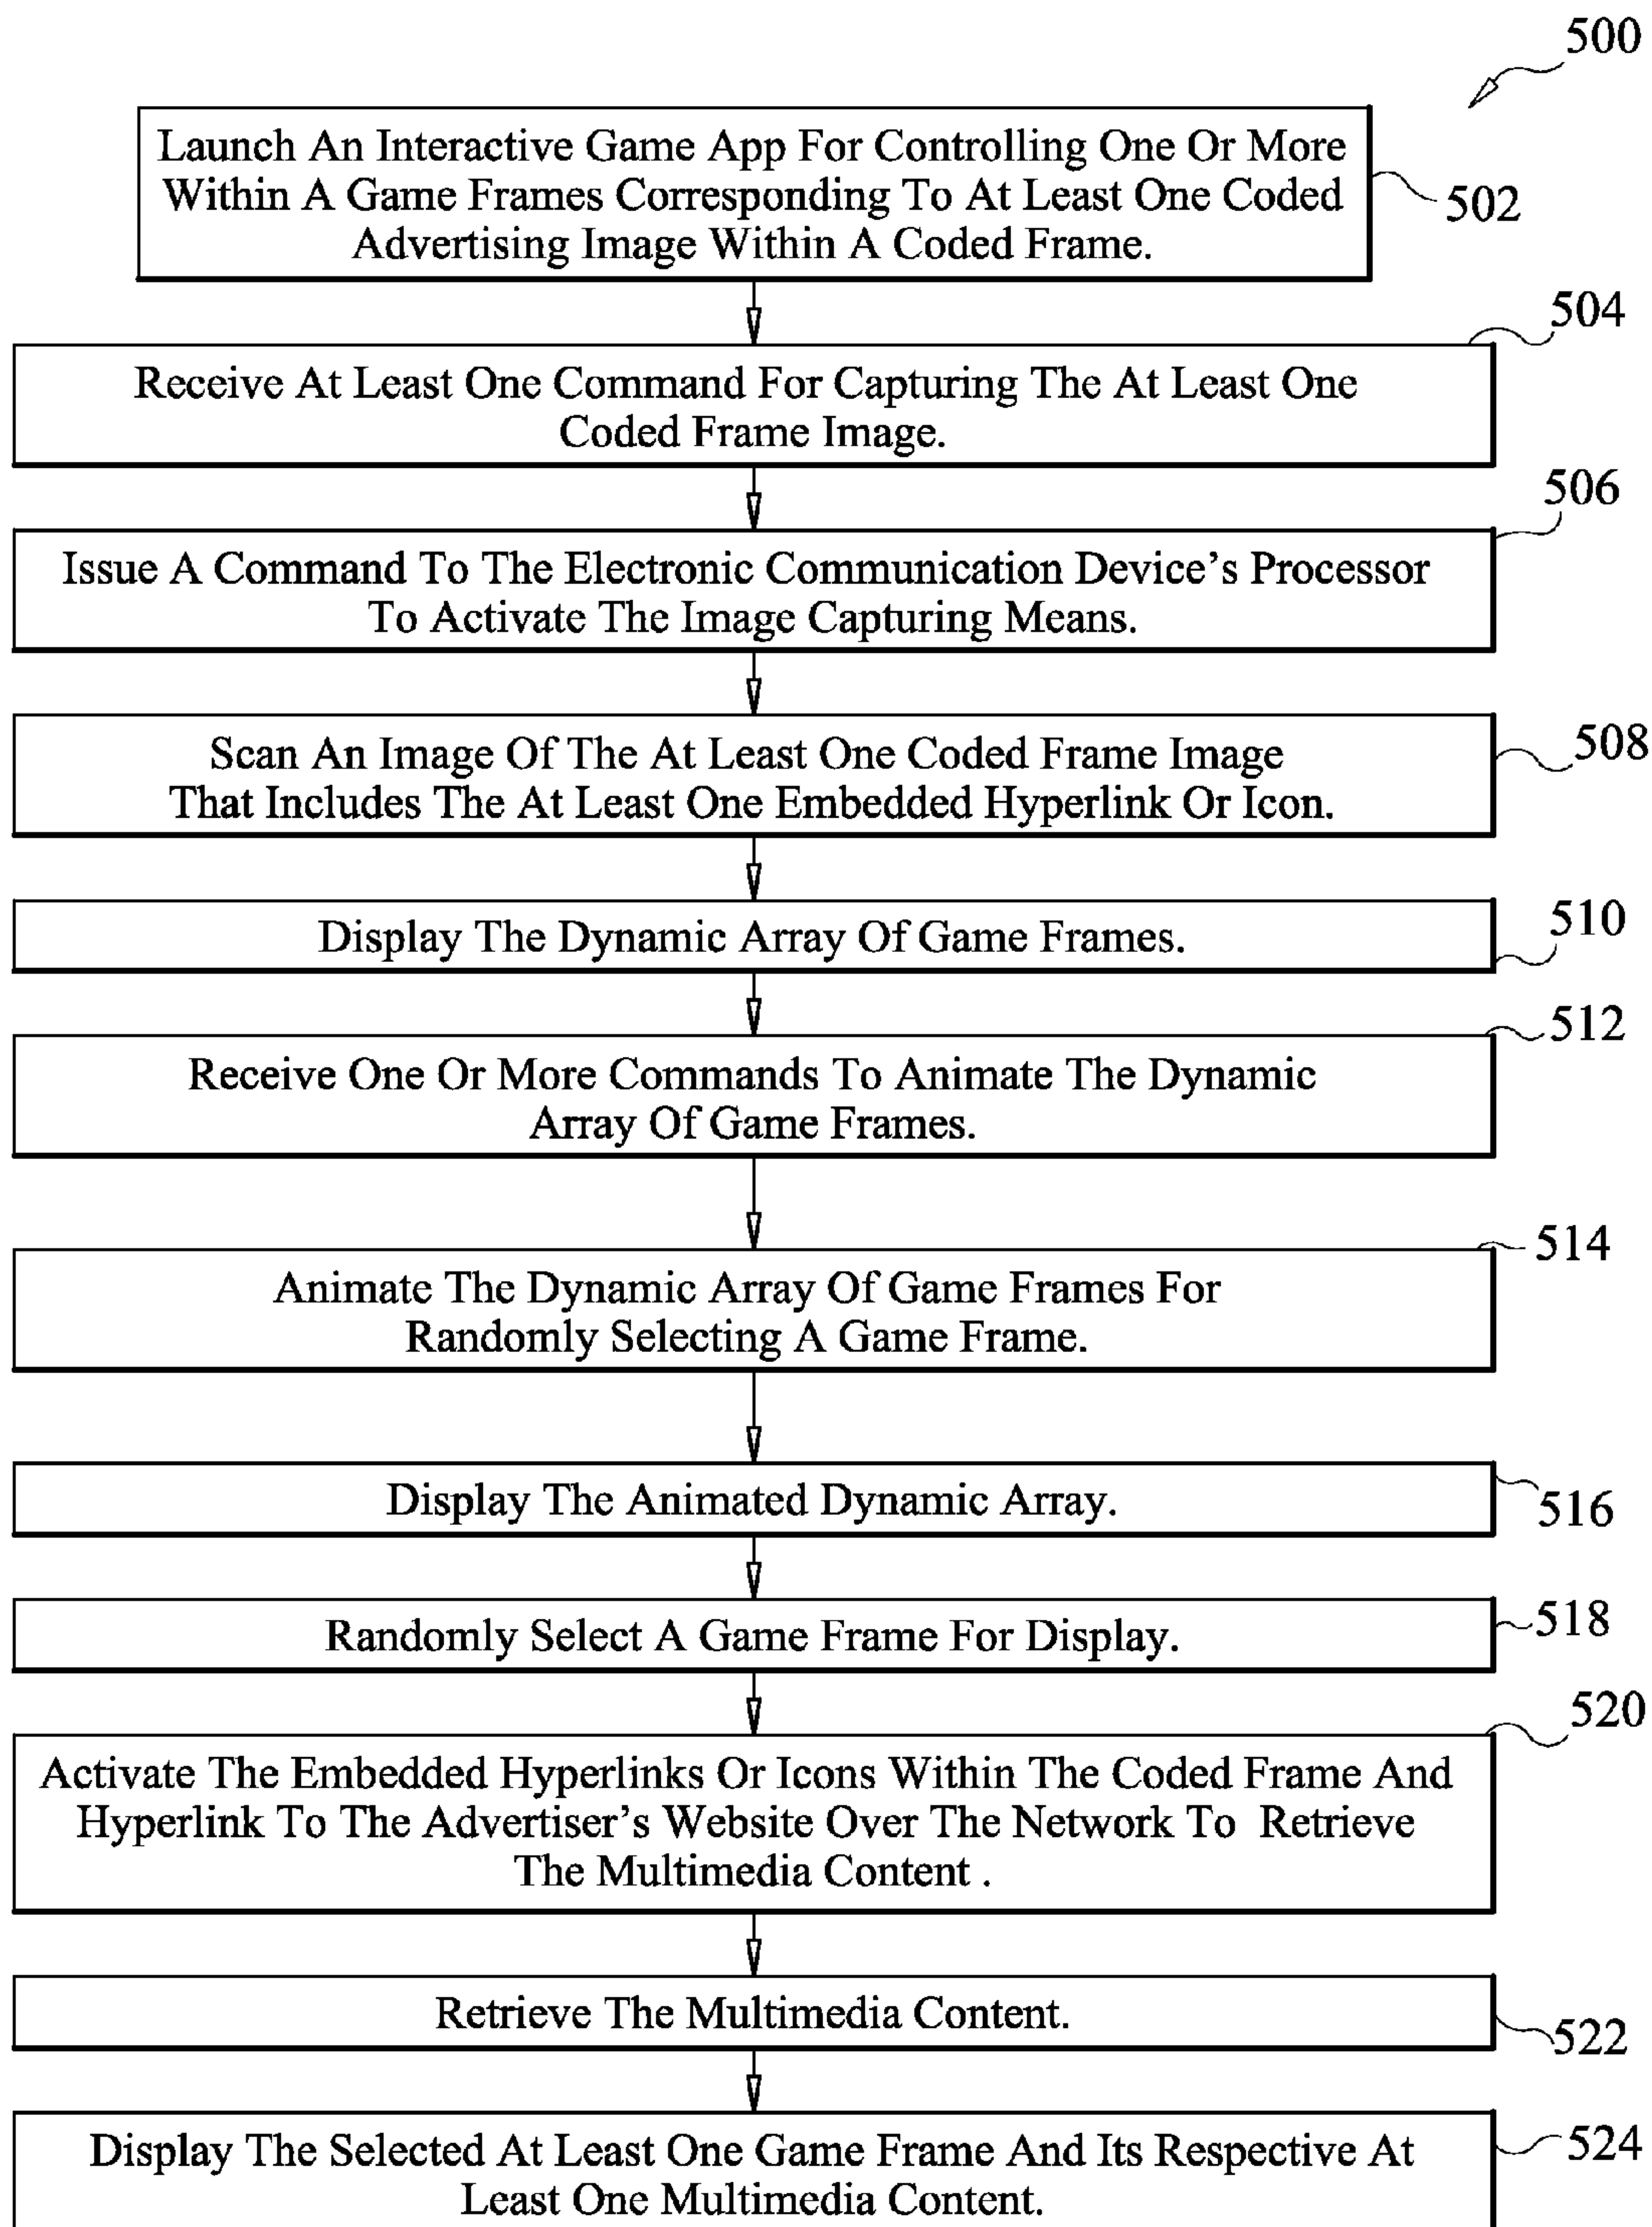 500
Launch An Interactive Game App For Controlling One Or More
Within A Game Frames Corresponding To At Least One Coded
Advertising Image Within A Coded Frame.
502
504
Receive At Least One Command For Capturing The At Least One
Coded Frame Image.
506
Issue A Command To The Electronic Communication Device's Processor
To Activate The Image Capturing Means.
508
Scan An Image Of The At Least One Coded Frame Image
That Includes The At Least One Embedded Hyperlink Or Icon.
510
Display The Dynamic Array Of Game Frames.
512
Receive One Or More Commands To Animate The Dynamic
Array Of Game Frames.
514
Animate The Dynamic Array Of Game Frames For
Randomly Selecting A Game Frame.
Display The Animated Dynamic Array.
516
Randomly Select A Game Frame For Display.
518
520
Activate The Embedded Hyperlinks Or Icons Within The Coded Frame And
Hyperlink To The Advertiser's Website Over The Network To Retrieve
The Multimedia Content .
Retrieve The Multimedia Content.
522
Display The Selected At Least One Game Frame And Its Respective At
Least One Multimedia Content.
524